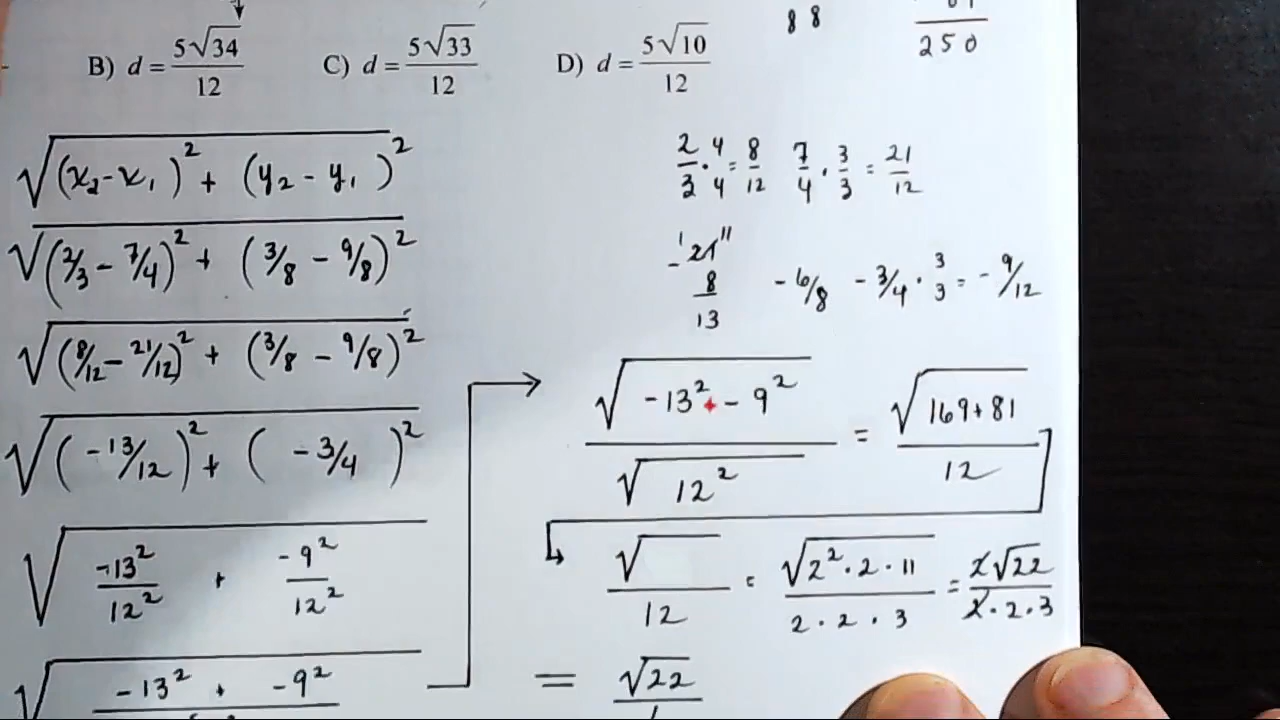 B) d = 5√34/12 C) d = 5√33/12 D) d = 5√10/12
88
250
√(x₂-x₁)² + (y₂-y₁)²
√(2/3 - 7/4)² + (3/8 - 9/8)²
√(8/12 - 21/12)² + (3/8 - 9/8)²
√(-13/12)² + (-3/4)²
√-13²/12² + -9²/12²
√-13² + -9²
2/3 · 4/4 = 8/12 7/4 · 3/3 = 21/12
- 21
8
13
-6/8 -3/4 · 3/3 = -9/12
√-13² + -9² / √12² = √169+81 / 12
√ / 12 = √2²·2·11 / 2·2·3 = 2√22 / 2·2·3
= √22